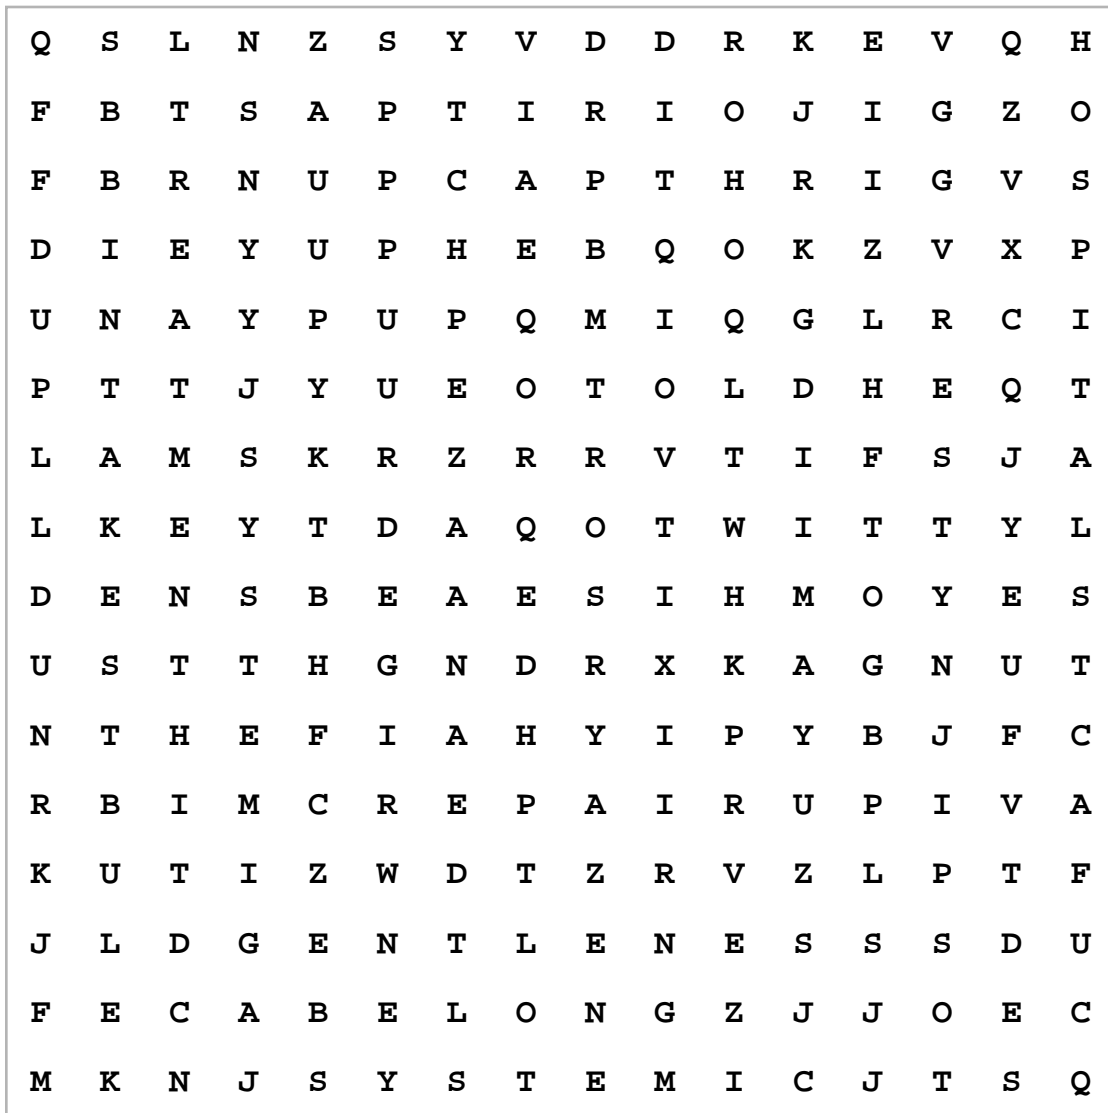 Q S L N Z S Y V D D R K E V Q H
F B T S A P T I R I O J I G Z O
F B R N U P C A P T H R I G V S
D I E Y U P H E B Q O K Z V X P
U N A Y P U P Q M I Q G L R C I
P T T J Y U E O T O L D H E Q T
L A M S K R Z R R V T I F S J A
L K E Y T D A Q O T W I T T Y L
D E N S B E A E S I H M O Y E S
U S T T H G N D R X K A G N U T
N T H E F I A H Y I P Y B J F C
R B I M C R E P A I R U P I V A
K U T I Z W D T Z R V Z L P T F
J L D G E N T L E N E S S S D U
F E C A B E L O N G Z J J O E C
M K N J S Y S T E M I C J T S Q